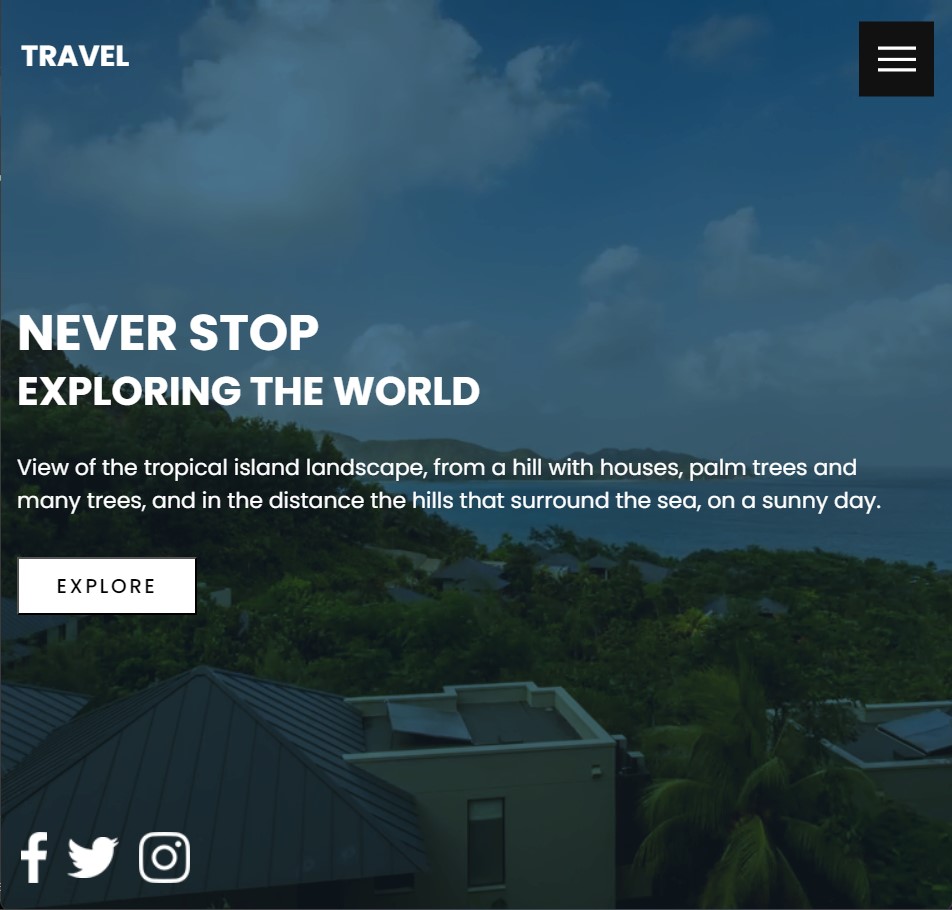 TRAVEL
NEVER STOP
EXPLORING THE WORLD
View of the tropical island landscape, from a hill with houses, palm trees and
many trees, and in the distance the hills that surround the sea, on a sunny day.
EXPLORE